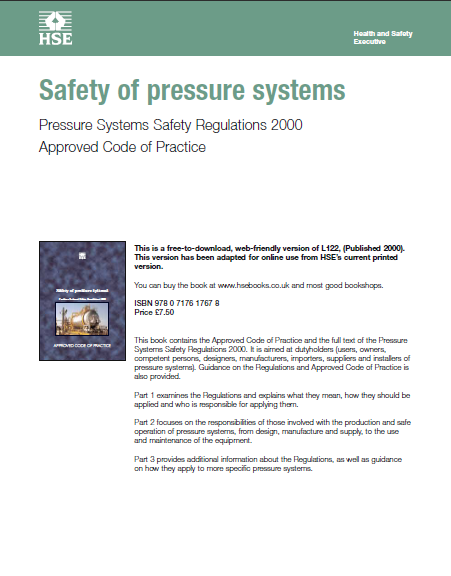 HSE
Health and Safety
Executive
Safety of pressure systems
Pressure Systems Safety Regulations 2000
Approved Code of Practice
This is a free-to-download, web-friendly version of L122, (Published 2000).
This version has been adapted for online use from HSE's current printed
version.
You can buy the book at www.hsebooks.co.uk and most good bookshops.
ISBN 978 0 7176 1767 8
Price £7.50
HSE
Safety of pressure systems
APPROVED CODE OF PRACTICE
This book contains the Approved Code of Practice and the full text of the Pressure
Systems Safety Regulations 2000. It is aimed at dutyholders (users, owners,
competent persons, designers, manufacturers, importers, suppliers and installers of
pressure systems). Guidance on the Regulations and Approved Code of Practice is
also provided.
Part 1 examines the Regulations and explains what they mean, how they should be
applied and who is responsible for applying them.
Part 2 focuses on the responsibilities of those involved with the production and safe
operation of pressure systems, from design, manufacture and supply, to the use
and maintenance of the equipment.
Part 3 provides additional information about the Regulations, as well as guidance
on how they apply to more specific pressure systems.